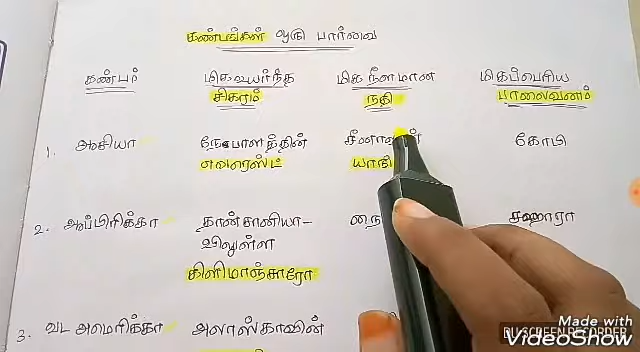 கண்டங்கள் ஒரு பார்வை
கண்டம் மிகஉயர்ந்த மிக நீளமான மிகப்பெரிய
சிகரம் நதி பாலைவனம்
1. ஆசியா நேபாளத்தின் கோபி
எவரெஸ்ட்
2. ஆப்பிரிக்கா தான்சானியா- சஹாரா
விலுள்ள
கிளிமாஞ்சாரோ
3. வட அமெரிக்கா அலாஸ்காவின்
Made with
VideoShow